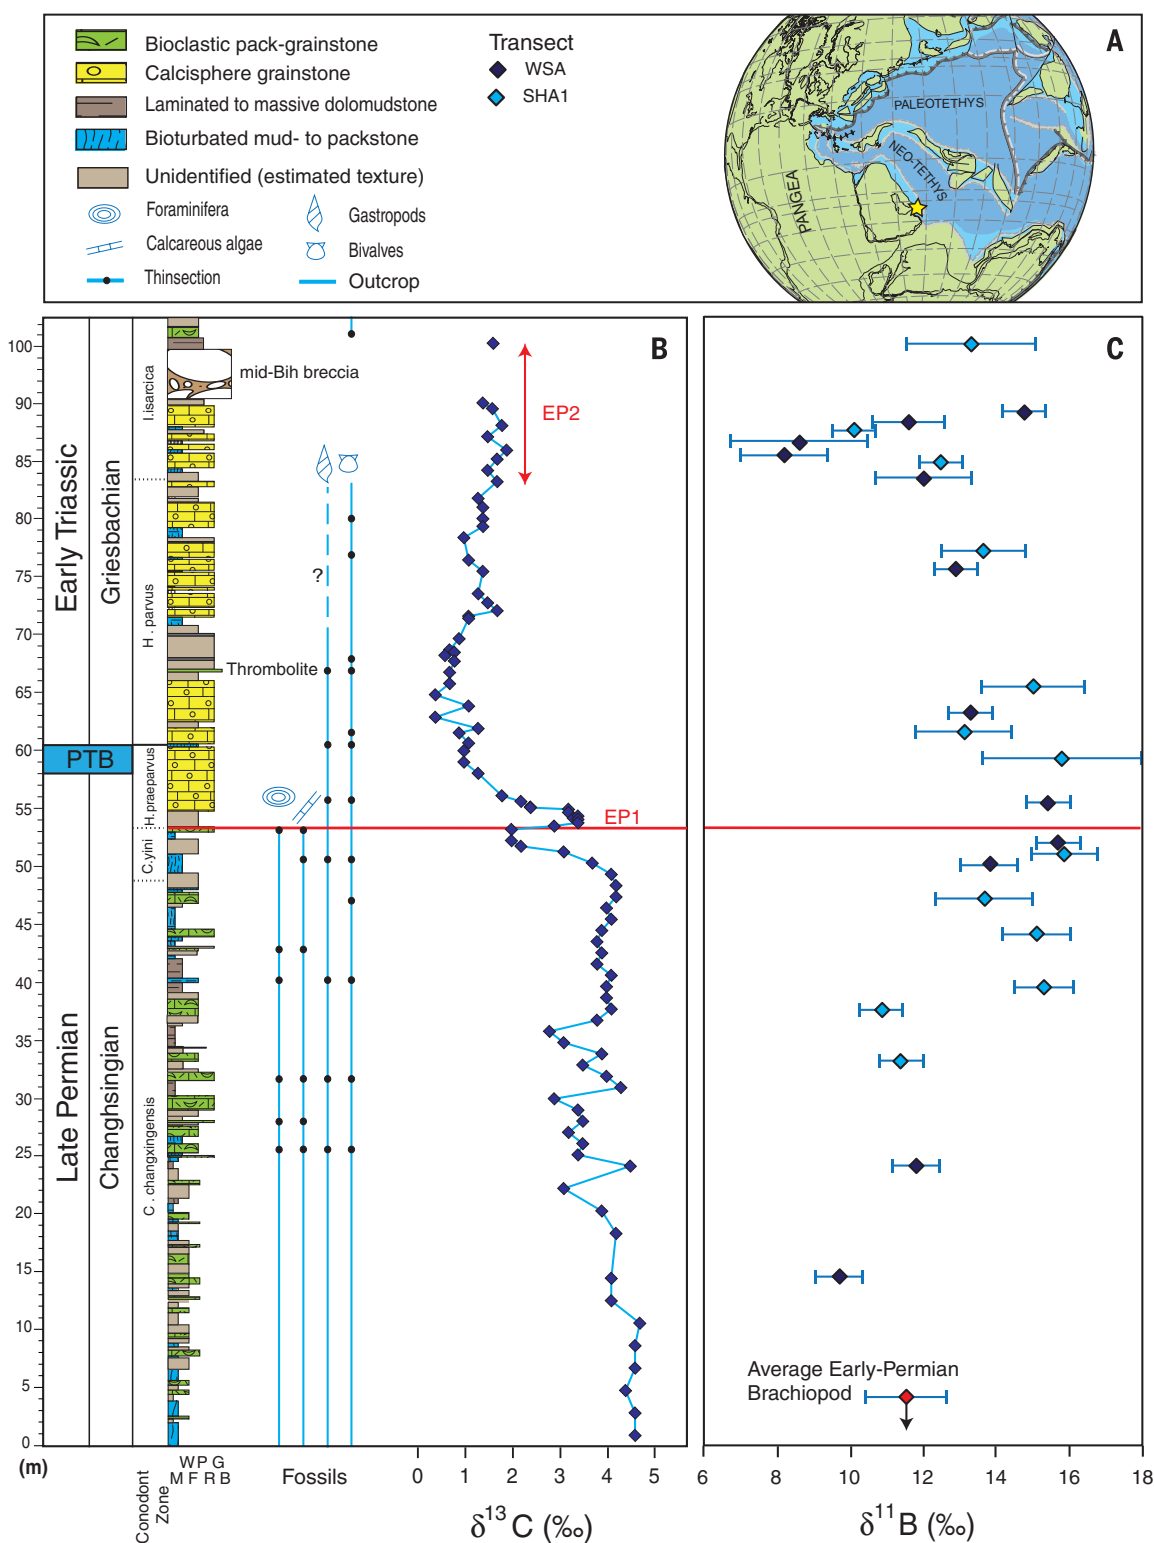 Bioclastic pack-grainstone
Calcisphere grainstone
Laminated to massive dolomudstone
Bioturbated mud- to packstone
Unidentified (estimated texture)
Foraminifera
Calcareous algae
Thinsection
Gastropods
Bivalves
Outcrop
Transect
WSA
SHA1
A
PALEOTETHYS
NEO-TETHYS
PANGEA
B
100
90
85
80
75
70
65
60
55
50
45
40
35
30
25
20
15
10
5
0
(m)
Early Triassic
Griesbachian
PTB
Late Permian
Changhsingian
I.isarcica
H . parvus
H.praeparvus
C.yini
C . changxingensis
mid-Bih breccia
Thrombolite
?
EP2
EP1
W P G
M F R B
Conodont
Zone
Fossils
0 1 2 3 4 5
δ13C (‰)
C
Average Early-Permian
Brachiopod
6 8 10 12 14 16 18
δ11B (‰)